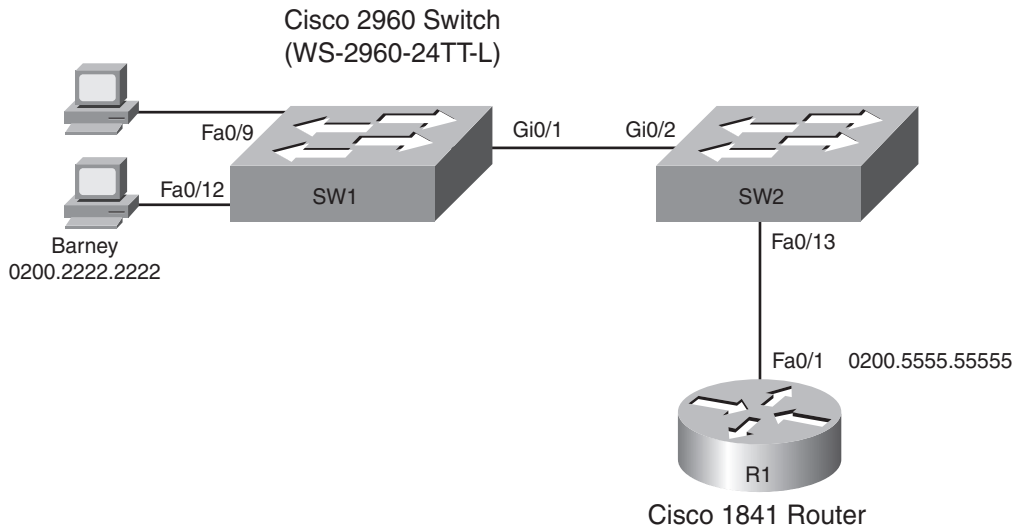 Cisco 2960 Switch
(WS-2960-24TT-L)
Fa0/9
Gi0/1
Gi0/2
Fa0/12
SW1
SW2
Barney
0200.2222.2222
Fa0/13
Fa0/1
0200.5555.55555
R1
Cisco 1841 Router